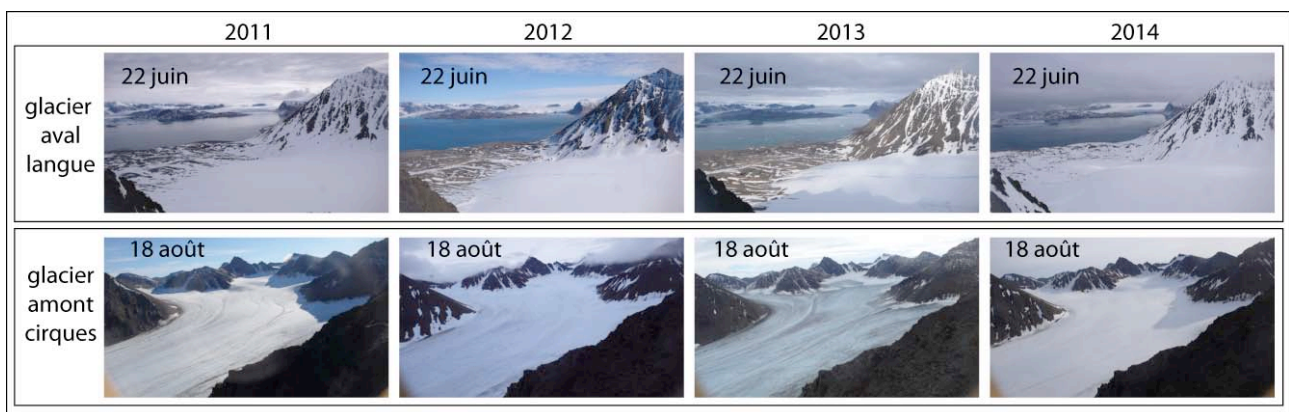 2011 2012 2013 2014
glacier
aval
langue
22 juin 22 juin 22 juin 22 juin
glacier
amont
cirques
18 août 18 août 18 août 18 août